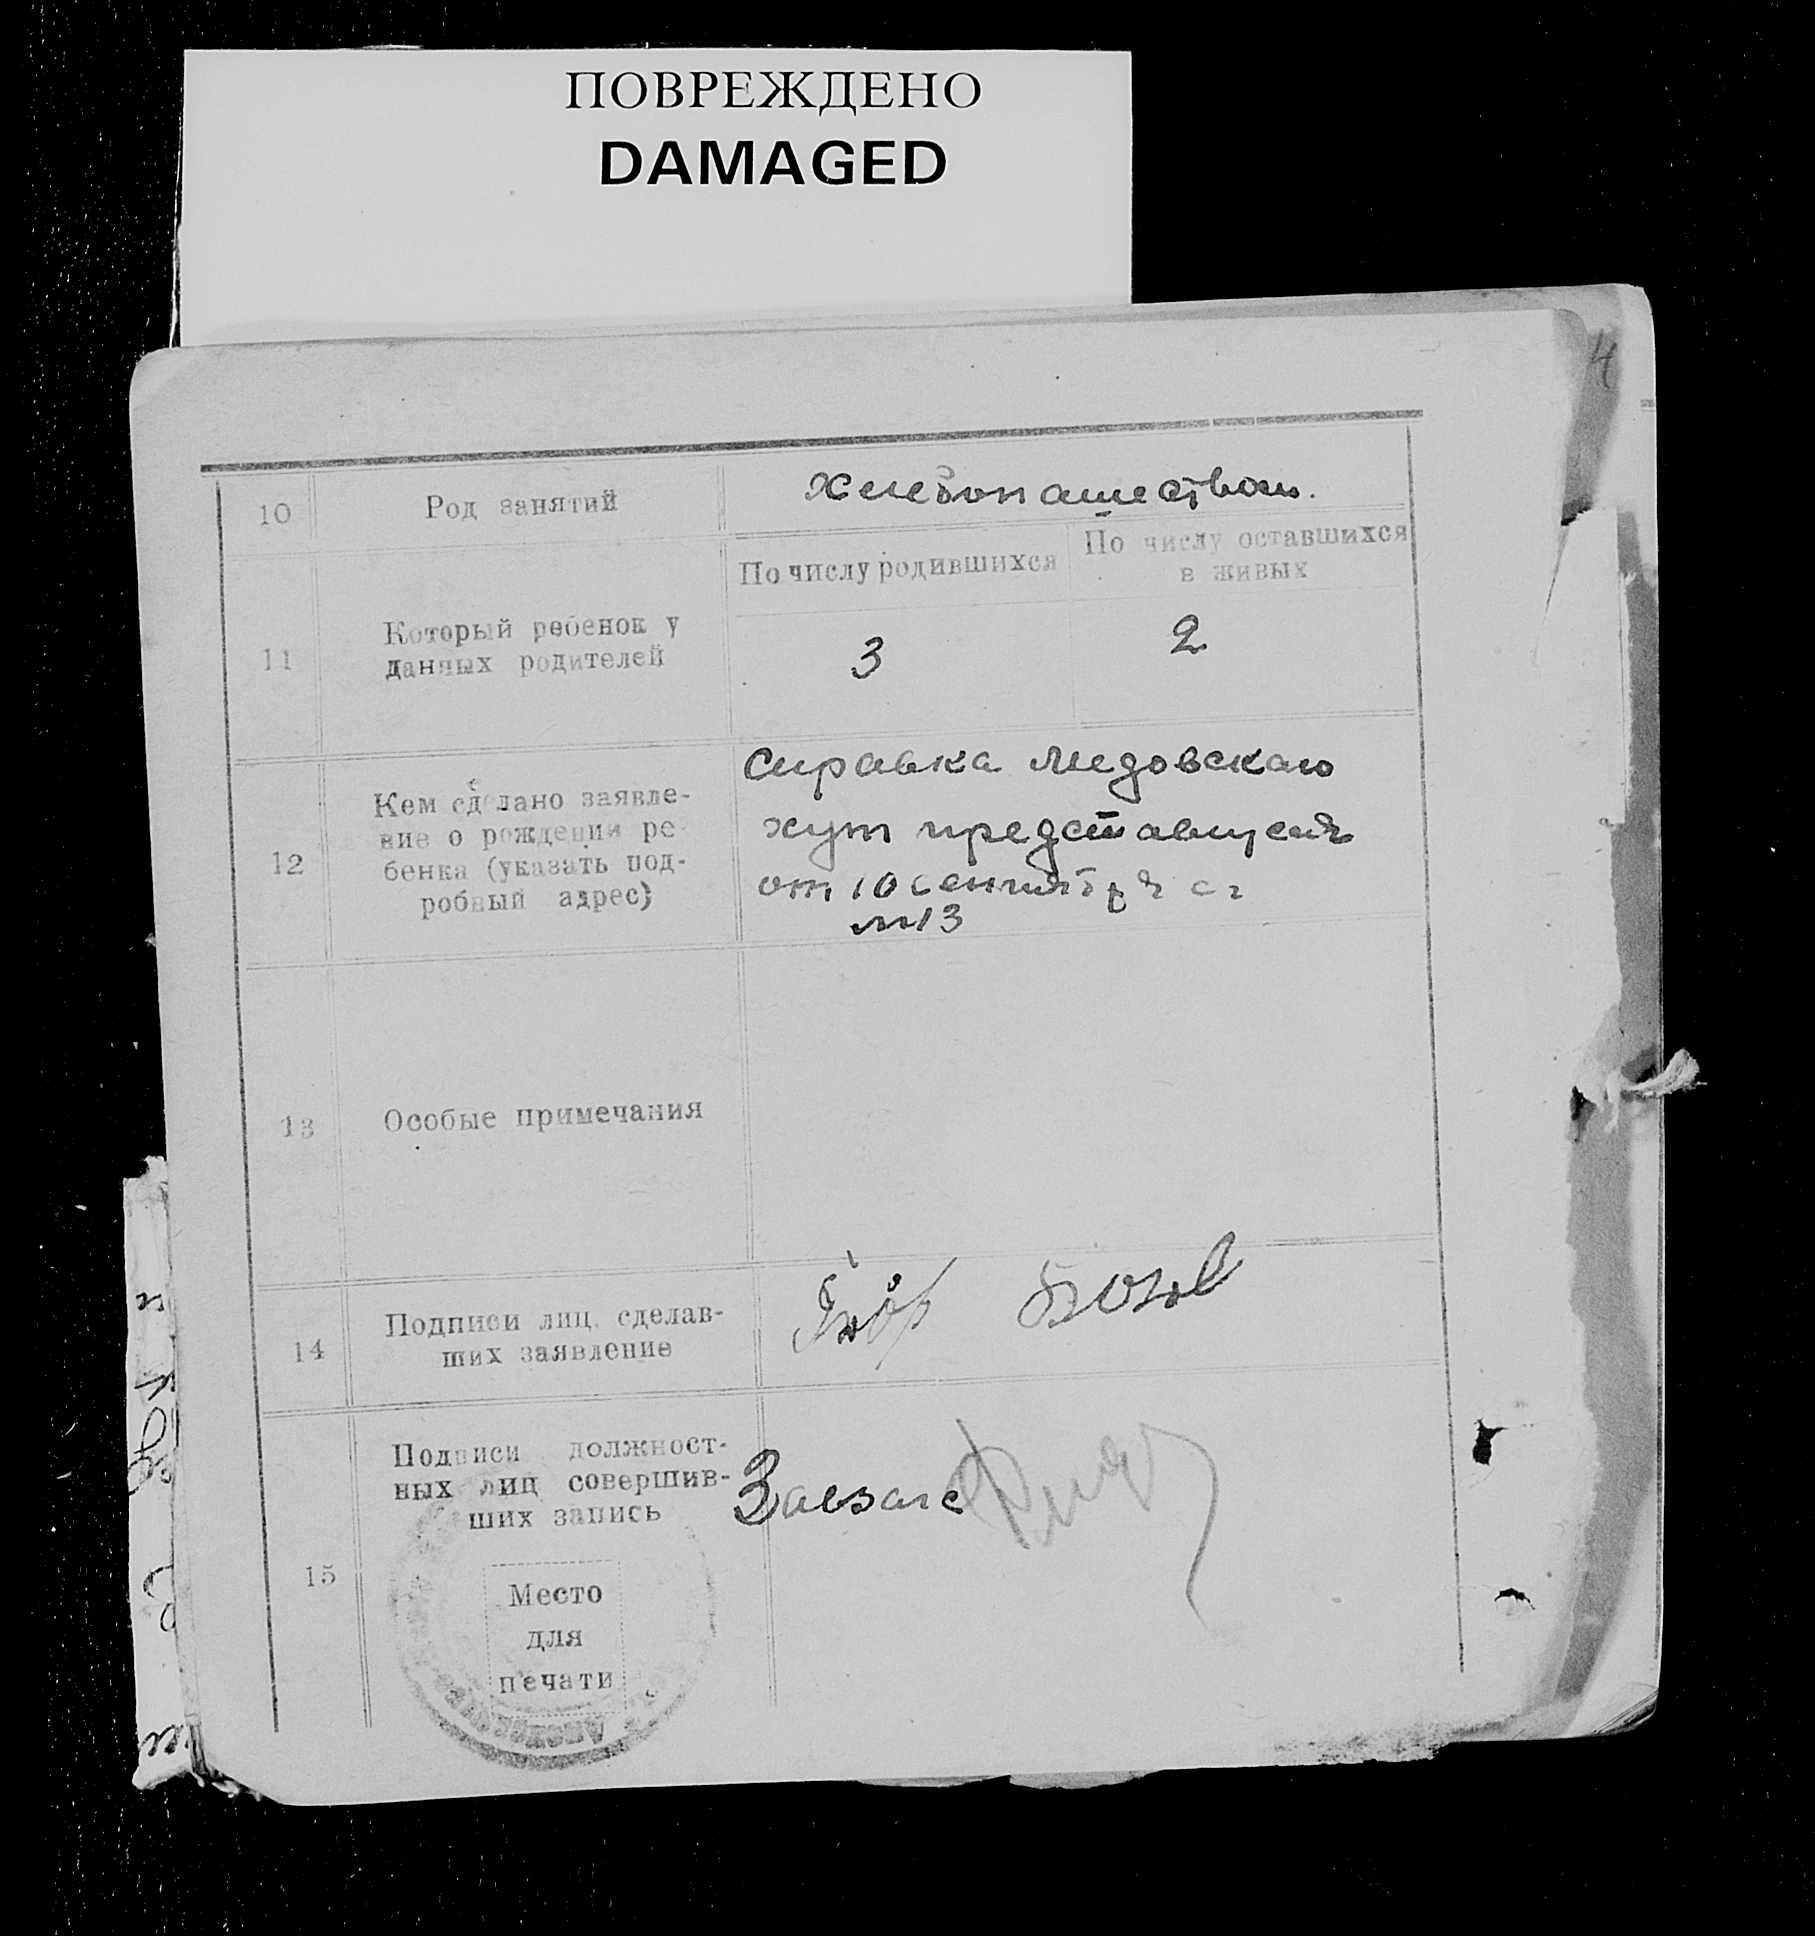 ПОВРЕЖДЕНО
DAMAGED
4
10 Род занятий хлебопашеством.
11 Который ребенок у данных родителей
По числу родившихся
По числу оставшихся
в живых
3
2
12
Кем сделано заявле-
ние о рождении ре-
бенка (указать под-
робный адрес)
Справка Медовскаго
хут
от 10 сентября с г
№13
13 Особые примечания
14
Подписи лиц, сделав-
ших заявление
15
Подписи должност-
ных лиц совершив-
ших запись
Завзагс
Место
для
печати